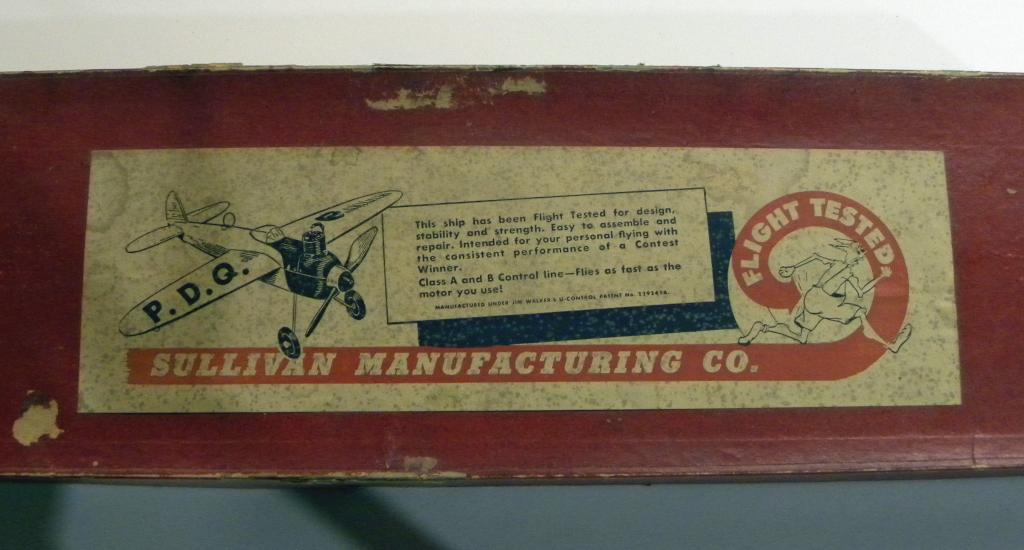 P.D.Q.
R
This ship has been Flight Tested for design,
stability and strength. Easy to assemble and
repair. Intended for your personal flying with
the consistent performance of a Contest
Winner.
Class A and B Control line—Flies as fast as the
motor you use!
MANUFACTURED UNDER JIM WALKER'S U-CONTROL PATENT No.
FLIGHT TESTED
SULLIVAN MANUFACTURING CO.